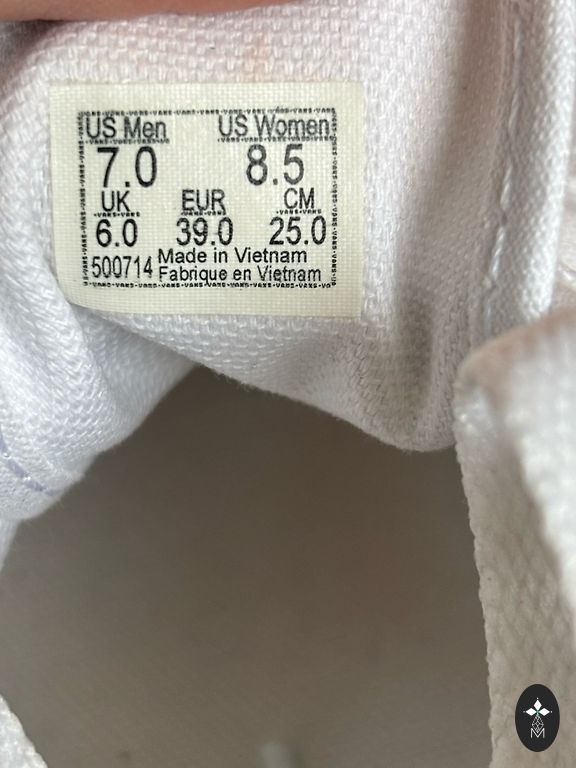 US Men US Women
7.0 8.5
UK EUR CM
6.0 39.0 25.0
500714 Made in Vietnam
Fabrique en Vietnam